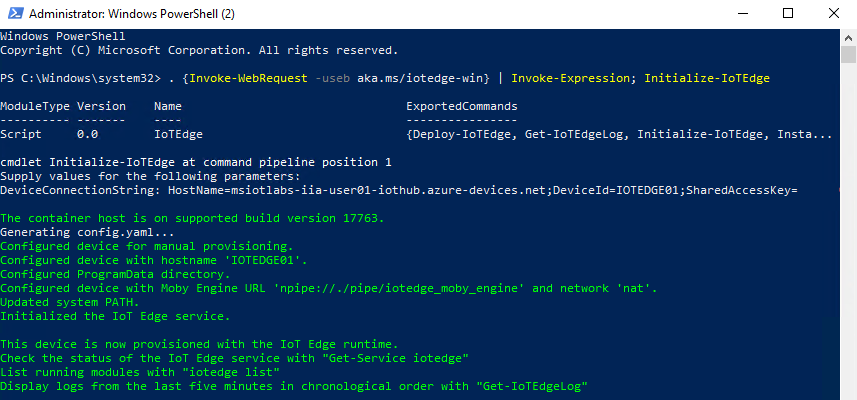 Administrator: Windows PowerShell (2)
Windows PowerShell
Copyright (C) Microsoft Corporation. All rights reserved.
PS C:\Windows\system32> . {Invoke-WebRequest -useb aka.ms/iotedge-win} | Invoke-Expression; Initialize-IoTEdge
ModuleType Version    Name                                ExportedCommands
---------- -------    ----                                ----------------
Script     0.0        IoTEdge                             {Deploy-IoTEdge, Get-IoTEdgeLog, Initialize-IoTEdge, Insta...
cmdlet Initialize-IoTEdge at command pipeline position 1
Supply values for the following parameters:
DeviceConnectionString: HostName=msiotlabs-iia-user01-iothub.azure-devices.net;DeviceId=IOTEDGE01;SharedAccessKey=
The container host is on supported build version 17763.
Generating config.yaml...
Configured device for manual provisioning.
Configured device with hostname 'IOTEDGE01'.
Configured ProgramData directory.
Configured device with Moby Engine URL 'npipe://./pipe/iotedge_moby_engine' and network 'nat'.
Updated system PATH.
Initialized the IoT Edge service.
This device is now provisioned with the IoT Edge runtime.
Check the status of the IoT Edge service with "Get-Service iotedge"
List running modules with "iotedge list"
Display logs from the last five minutes in chronological order with "Get-IoTEdgeLog"